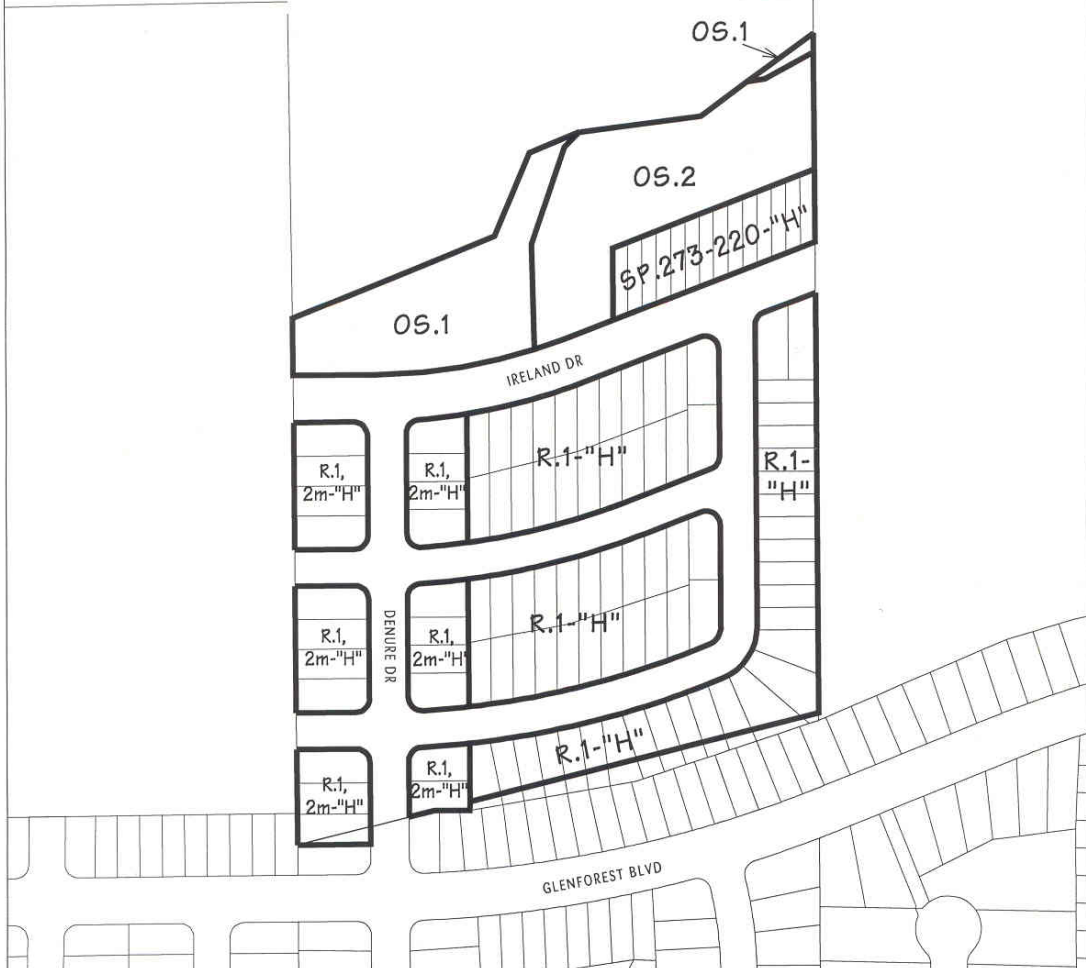 OS.1
OS.2
SP.273-220-"H"
OS.1
IRELAND DR
R.1,
2m-"H"
R.1,
2m-"H"
R.1-"H"
R.1-
"H"
DENURE DR
R.1,
2m-"H"
R.1,
2m-"H"
R.1-"H"
R.1-"H"
R.1,
2m-"H"
R.1,
2m-"H"
GLENFOREST BLVD